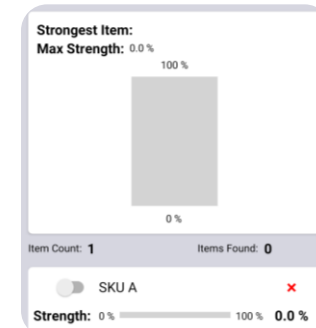 Strongest Item:
Max Strength: 0.0 %
100 %
0 %
Item Count: 1 Items Found: 0
SKU A
Strength: 0 % 100 % 0.0 %